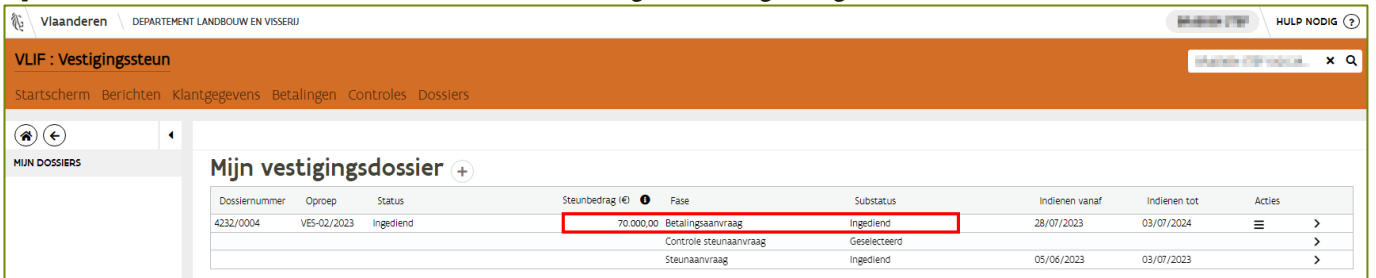 Vlaanderen DEPARTEMENT LANDBOUW EN VISSERIJ HULP NODIG ?
VLIF : Vestigingssteun
Startscherm Berichten Klantgegevens Betalingen Controles Dossiers
MIJN DOSSIERS
Mijn vestigingsdossier +
Dossiernummer Oproep Status Steunbedrag (€) Fase Substatus Indienen vanaf Indienen tot Acties
4232/0004 VES-02/2023 Ingediend 70.000,00 Betalingsaanvraag Ingediend 28/07/2023 03/07/2024
Controle steunaanvraag Geselecteerd
Steunaanvraag Ingediend 05/06/2023 03/07/2023